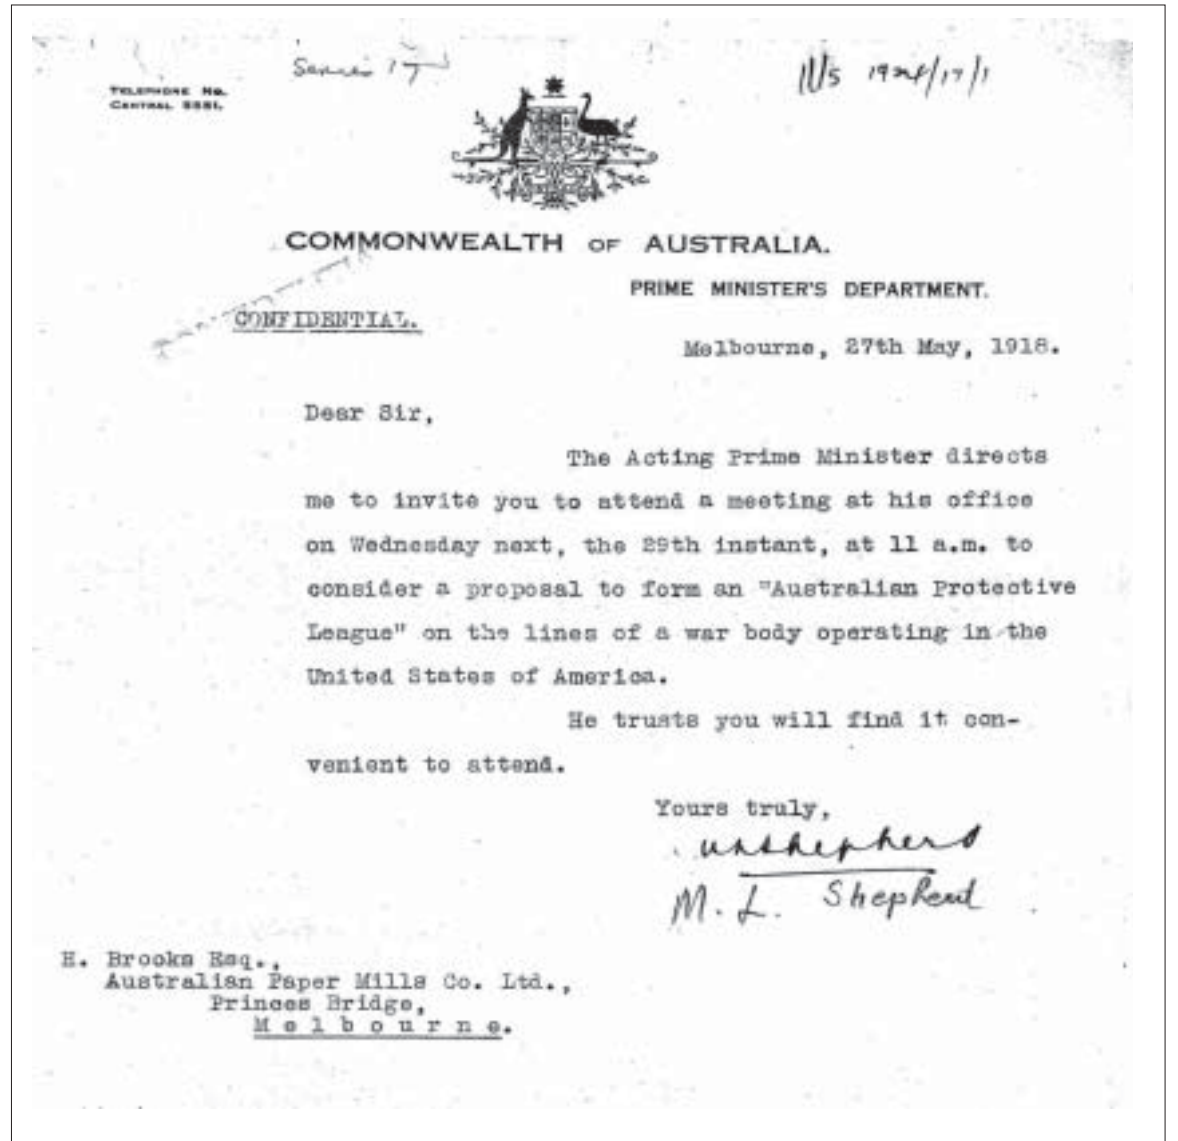 Series 17
TELEPHONE No.
CENTRAL 5551.
MS 1924/17/1
COMMONWEALTH OF AUSTRALIA.
PRIME MINISTER'S DEPARTMENT.
CONFIDENTIAL.
Melbourne, 27th May, 1918.
Dear Sir,
The Acting Prime Minister directs
me to invite you to attend a meeting at his office
on Wednesday next, the 29th instant, at 11 a.m. to
consider a proposal to form an "Australian Protective
League" on the lines of a war body operating in the
United States of America.
He trusts you will find it con-
venient to attend.
Yours truly,
M L Shepherd
M. L. Shepherd
H. Brooks Esq.,
Australian Paper Mills Co. Ltd.,
Princes Bridge,
Melbourne.